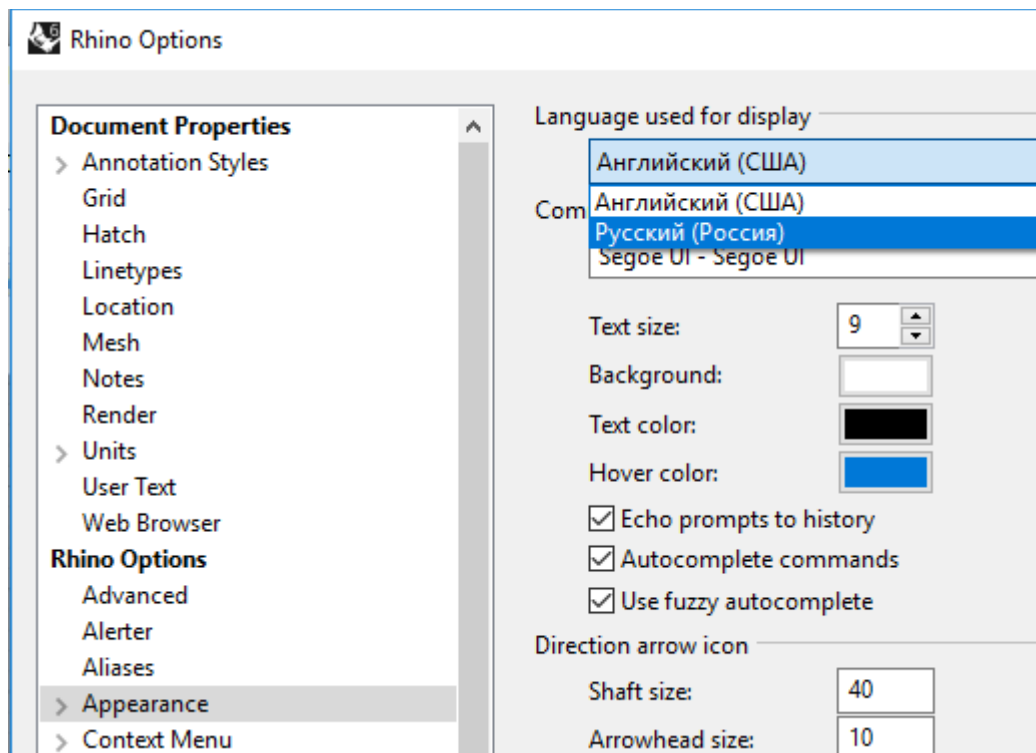 6
Rhino Options
Document Properties
Annotation Styles
Grid
Hatch
Linetypes
Location
Mesh
Notes
Render
Units
User Text
Web Browser
Rhino Options
Advanced
Alerter
Aliases
Appearance
Context Menu
Language used for display
Английский (США)
Английский (США)
Com
Русский (Россия)
Segoe UI - Segoe UI
Text size: 9
Background:
Text color:
Hover color:
Echo prompts to history
Autocomplete commands
Use fuzzy autocomplete
Direction arrow icon
Shaft size: 40
Arrowhead size: 10